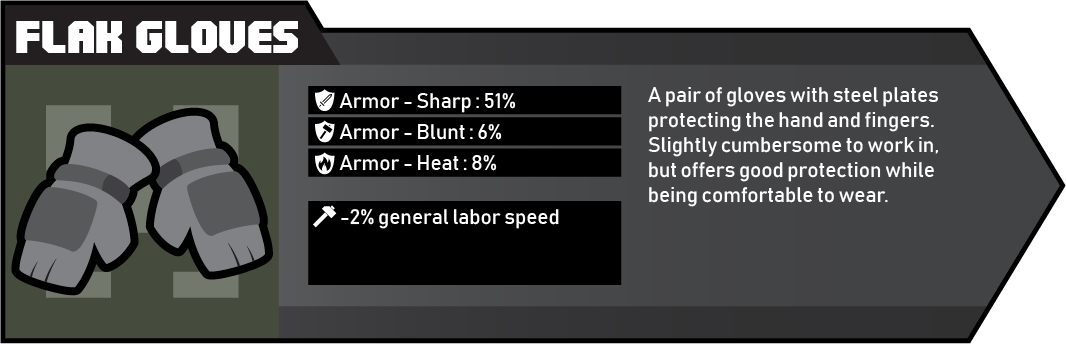 FLAK GLOVES
Armor - Sharp : 51%
Armor - Blunt : 6%
Armor - Heat : 8%
-2% general labor speed
A pair of gloves with steel plates
protecting the hand and fingers.
Slightly cumbersome to work in,
but offers good protection while
being comfortable to wear.